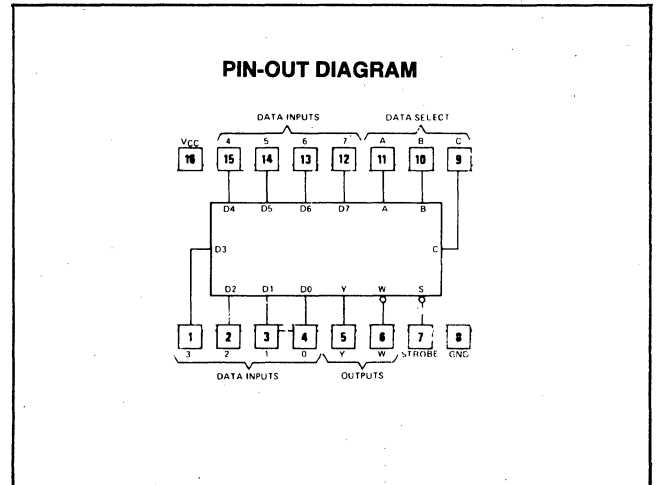 PIN-OUT DIAGRAM
DATA INPUTS DATA SELECT
VCC 4 5 6 7 A B C
16 15 14 13 12 11 10 9
D4 D5 D6 D7 A B
D3 C
D2 D1 D0 Y W S
1 2 3 4 5 6 7 8
3 2 1 0 Y W STROBE GND
DATA INPUTS OUTPUTS